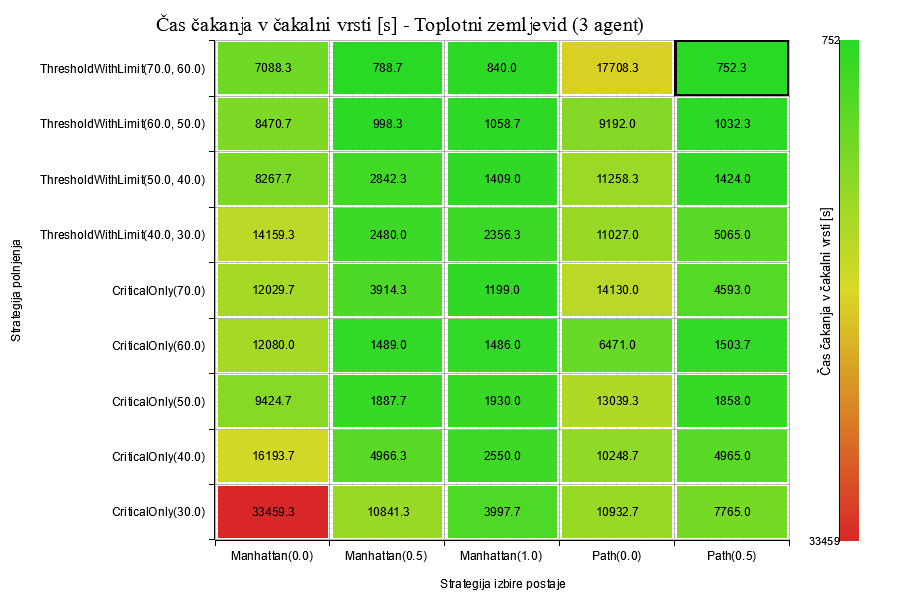 Čas čakanja v čakalni vrsti [s] - Toplotni zemljevid (3 agent)
ThresholdWithLimit(70.0, 60.0) 7088.3 788.7 840.0 17708.3 752.3
ThresholdWithLimit(60.0, 50.0) 8470.7 998.3 1058.7 9192.0 1032.3
ThresholdWithLimit(50.0, 40.0) 8267.7 2842.3 1409.0 11258.3 1424.0
ThresholdWithLimit(40.0, 30.0) 14159.3 2480.0 2356.3 11027.0 5065.0
CriticalOnly(70.0) 12029.7 3914.3 1199.0 14130.0 4593.0
CriticalOnly(60.0) 12080.0 1489.0 1486.0 6471.0 1503.7
CriticalOnly(50.0) 9424.7 1887.7 1930.0 13039.3 1858.0
CriticalOnly(40.0) 16193.7 4966.3 2550.0 10248.7 4965.0
CriticalOnly(30.0) 33459.3 10841.3 3997.7 10932.7 7765.0
Manhattan(0.0) Manhattan(0.5) Manhattan(1.0) Path(0.0) Path(0.5)
Strategija izbire postaje
Strategija polnjenja
752
33459
Čas čakanja v čakalni vrsti [s]